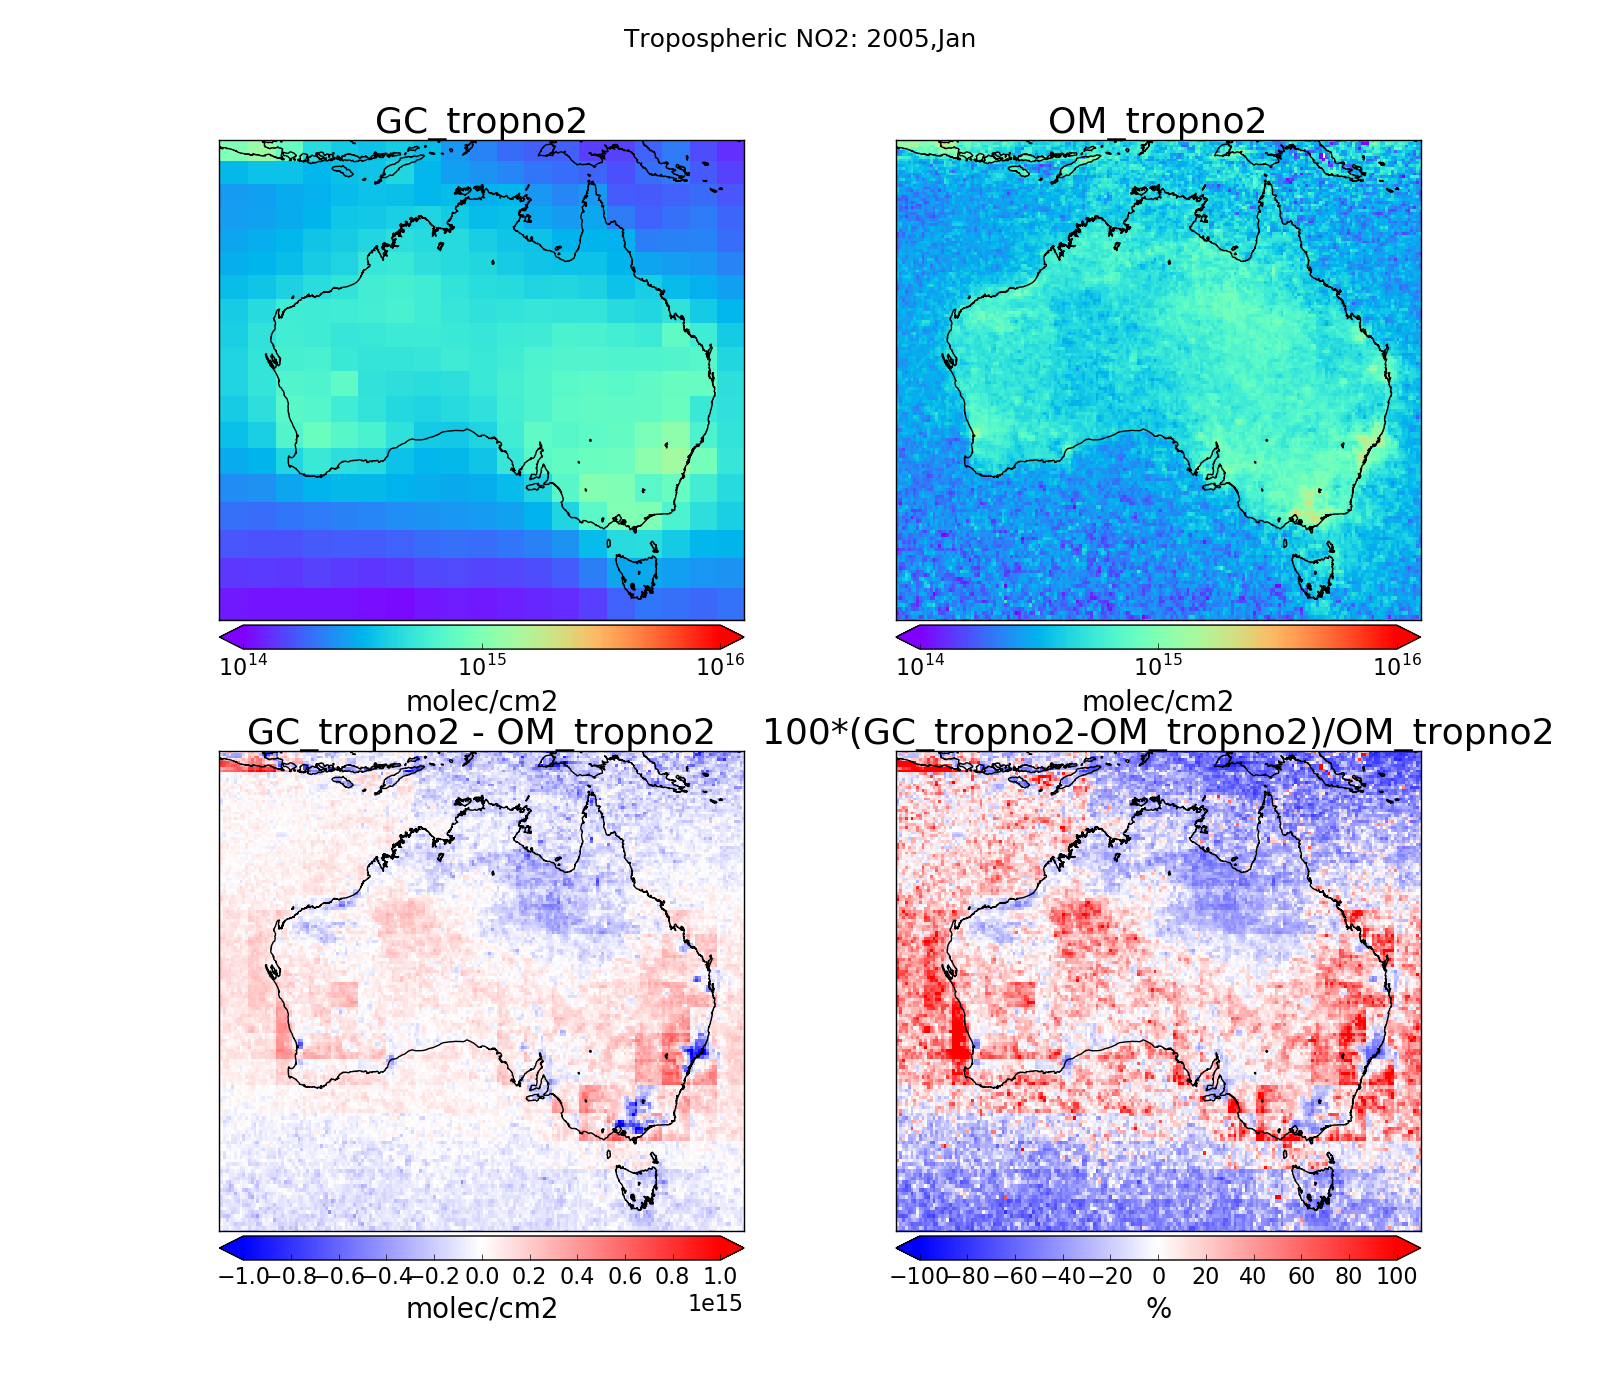 Tropospheric NO2: 2005,Jan
GC_tropno2
OM_tropno2
10^14 10^15 10^16
molec/cm2
10^14 10^15 10^16
molec/cm2
GC_tropno2 - OM_tropno2
100*(GC_tropno2-OM_tropno2)/OM_tropno2
−1.0 −0.8 −0.6 −0.4 −0.2 0.0 0.2 0.4 0.6 0.8 1.0
1e15
molec/cm2
−100 −80 −60 −40 −20 0 20 40 60 80 100
%